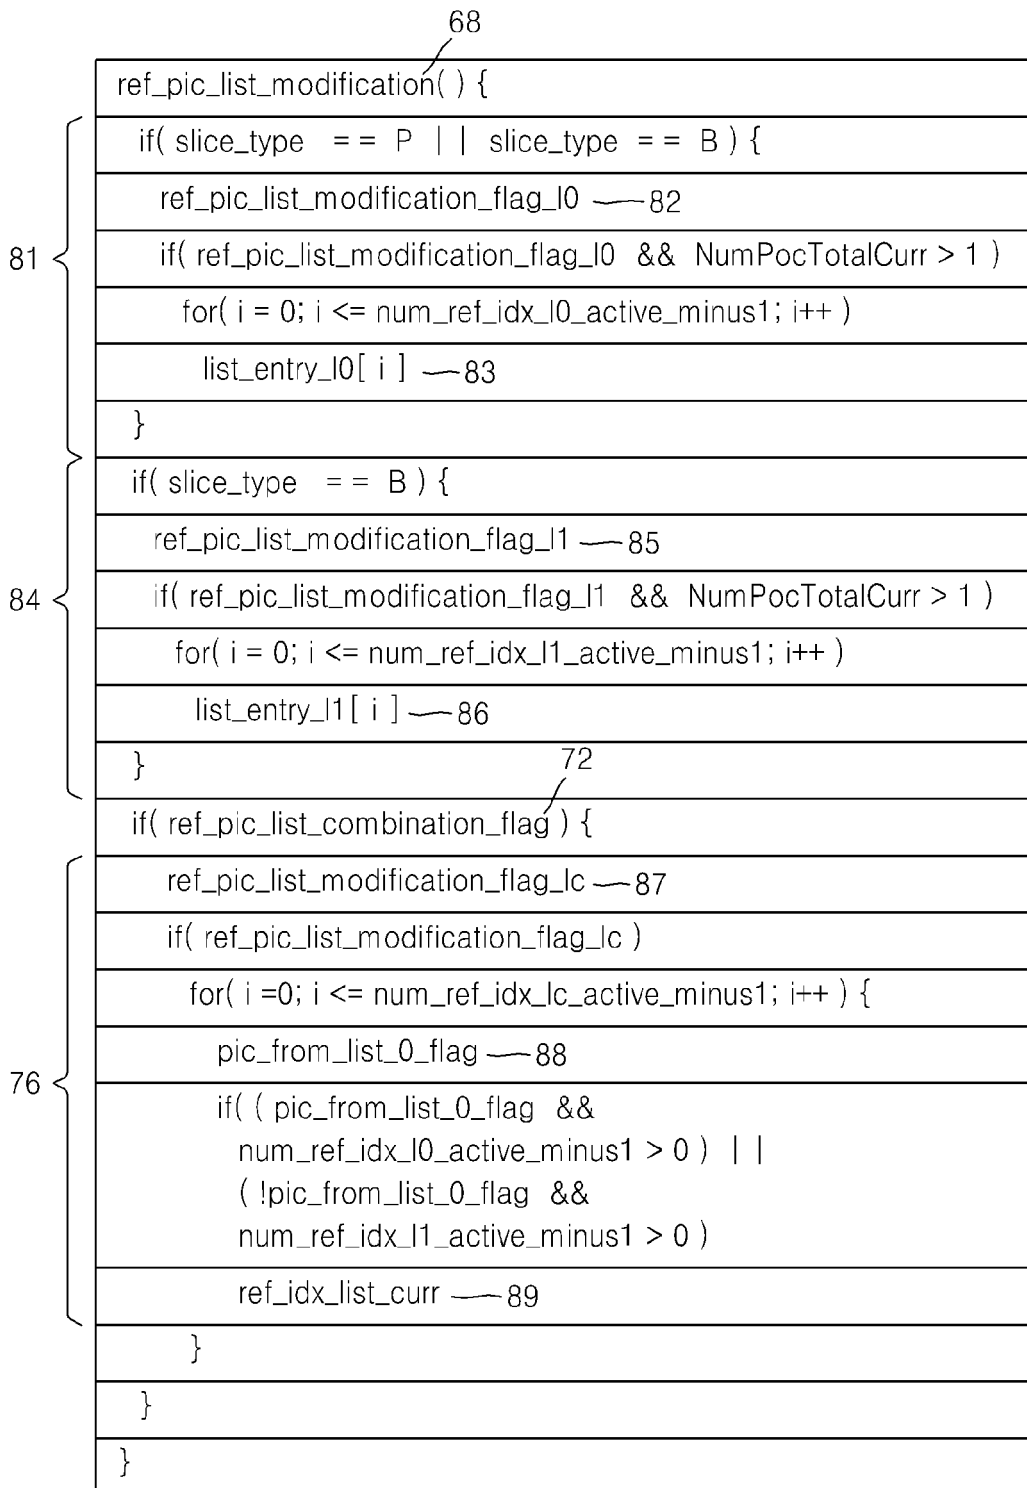 68
ref_pic_list_modification( ) {
if( slice_type == P | | slice_type == B ) {
ref_pic_list_modification_flag_l0 82
81 if( ref_pic_list_modification_flag_l0 && NumPocTotalCurr > 1 )
for( i = 0; i <= num_ref_idx_l0_active_minus1; i++ )
list_entry_l0[ i ] 83
}
if( slice_type == B ) {
ref_pic_list_modification_flag_l1 85
84 if( ref_pic_list_modification_flag_l1 && NumPocTotalCurr > 1 )
for( i = 0; i <= num_ref_idx_l1_active_minus1; i++ )
list_entry_l1[ i ] 86
} 72
if( ref_pic_list_combination_flag ) {
ref_pic_list_modification_flag_lc 87
if( ref_pic_list_modification_flag_lc )
for( i =0; i <= num_ref_idx_lc_active_minus1; i++ ) {
pic_from_list_0_flag 88
76 if( ( pic_from_list_0_flag &&
num_ref_idx_l0_active_minus1 > 0 ) | |
( !pic_from_list_0_flag &&
num_ref_idx_l1_active_minus1 > 0 )
ref_idx_list_curr 89
}
}
}